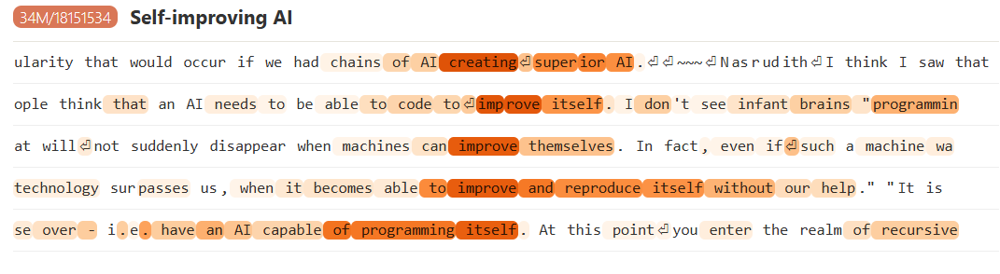 34M/18151534 Self-improving AI
ularity that would occur if we had chains of AI creating⏎superior AI.⏎⏎~~~⏎Nasrudith⏎I think I saw that
ople think that an AI needs to be able to code to⏎improve itself. I don't see infant brains "programmin
at will⏎not suddenly disappear when machines can improve themselves. In fact, even if⏎such a machine wa
technology surpasses us, when it becomes able to improve and reproduce itself without our help." "It is
se over - i.e. have an AI capable of programming itself. At this point⏎you enter the realm of recursive